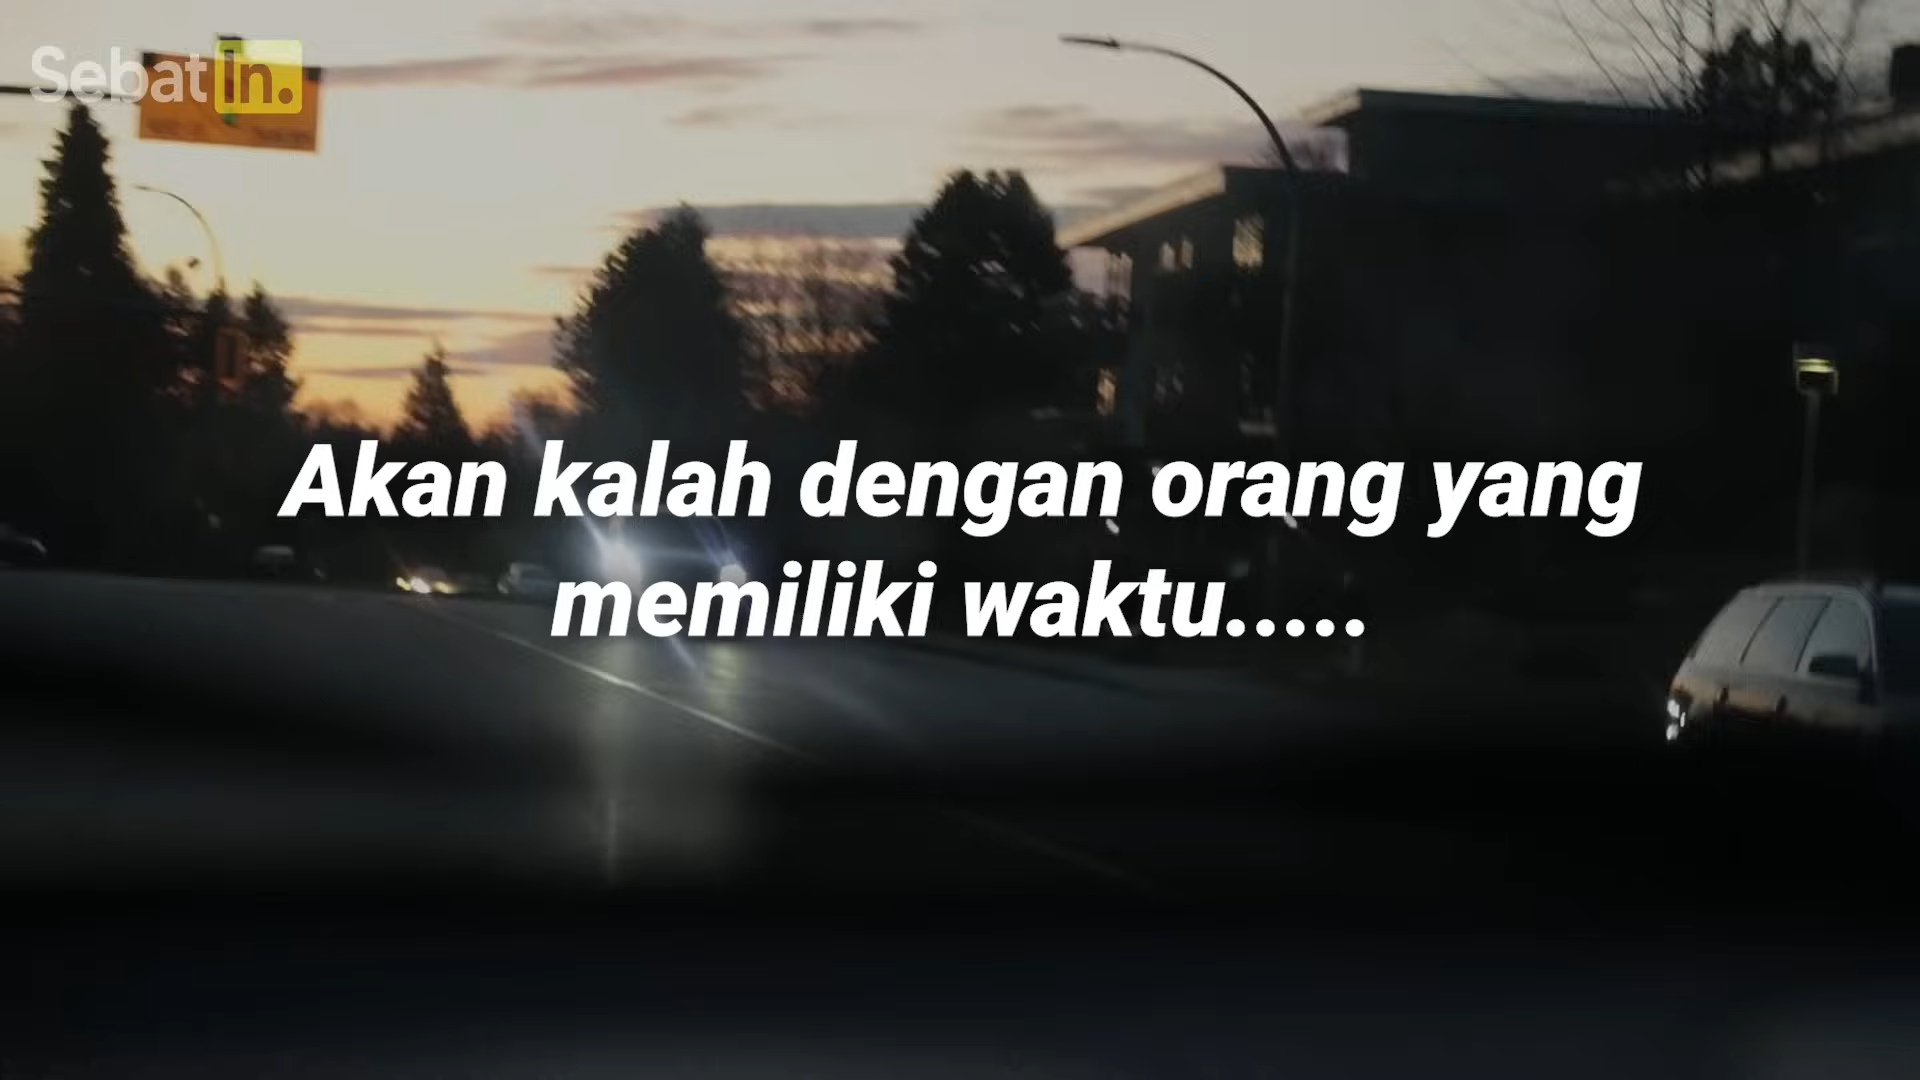 SebatIn.
Akan kalah dengan orang yang
memiliki waktu.....